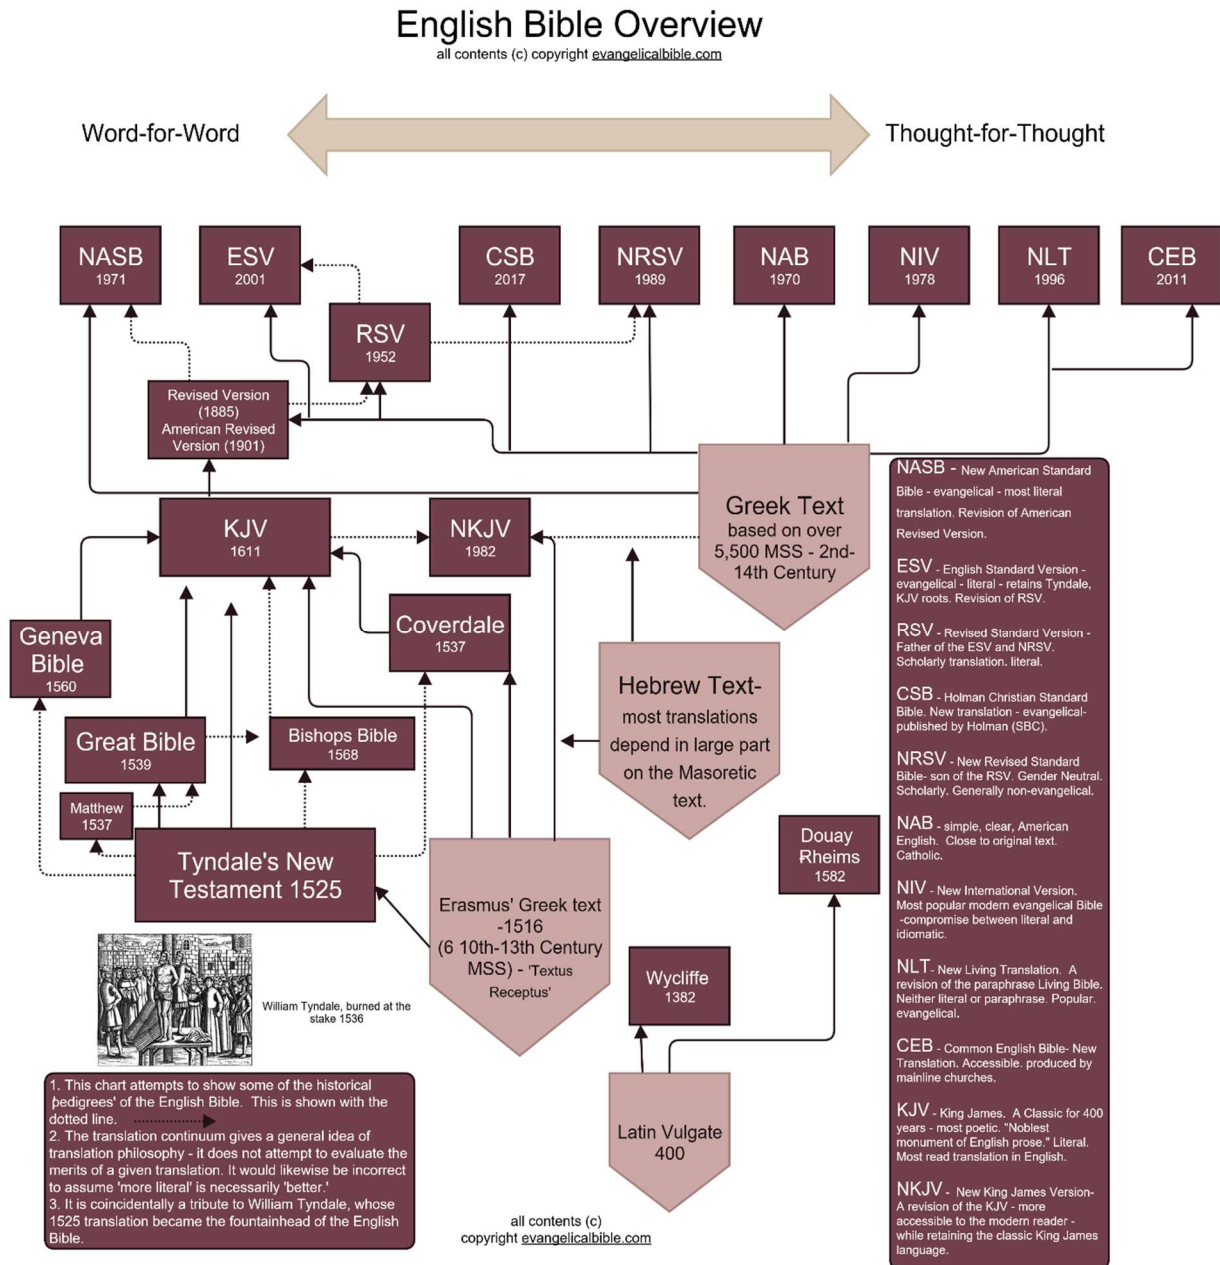 English Bible Overview
all contents (c) copyright evangelicalbible.com
Word-for-Word
Thought-for-Thought
NASB
1971
ESV
2001
CSB
2017
NRSV
1989
NAB
1970
NIV
1978
NLT
1996
CEB
2011
RSV
1952
Revised Version
(1885)
American Revised
Version (1901)
KJV
1611
NKJV
1982
Greek Text
based on over
5,500 MSS - 2nd-
14th Century
Geneva
Bible
1560
Coverdale
1537
Great Bible
1539
Bishops Bible
1568
Hebrew Text-
most translations
depend in large part
on the Masoretic
text.
Matthew
1537
Tyndale's New
Testament 1525
Erasmus' Greek text
-1516
(6 10th-13th Century
MSS) - 'Textus
Receptus'
Douay
Rheims
1582
Wycliffe
1382
Latin Vulgate
400
William Tyndale, burned at the
stake 1536
1. This chart attempts to show some of the historical
'pedigrees' of the English Bible.  This is shown with the
dotted line.
2. The translation continuum gives a general idea of
translation philosophy - it does not attempt to evaluate the
merits of a given translation. It would likewise be incorrect
to assume 'more literal' is necessarily 'better.'
3. It is coincidentally a tribute to William Tyndale, whose
1525 translation became the fountainhead of the English
Bible.
all contents (c)
copyright evangelicalbible.com
NASB - New American Standard
Bible - evangelical - most literal
translation. Revision of American
Revised Version.
ESV - English Standard Version -
evangelical - literal - retains Tyndale,
KJV roots. Revision of RSV.
RSV - Revised Standard Version -
Father of the ESV and NRSV.
Scholarly translation. literal.
CSB - Holman Christian Standard
Bible. New translation - evangelical-
published by Holman (SBC).
NRSV - New Revised Standard
Bible- son of the RSV. Gender Neutral.
Scholarly. Generally non-evangelical.
NAB - simple, clear, American
English.  Close to original text.
Catholic.
NIV - New International Version.
Most popular modern evangelical Bible
-compromise between literal and
idiomatic.
NLT- New Living Translation.  A
revision of the paraphrase Living Bible.
Neither literal or paraphrase. Popular.
evangelical.
CEB - Common English Bible- New
Translation. Accessible. produced by
mainline churches.
KJV - King James.  A Classic for 400
years - most poetic. "Noblest
monument of English prose." Literal.
Most read translation in English.
NKJV - New King James Version-
A revision of the KJV - more
accessible to the modern reader -
while retaining the classic King James
language.